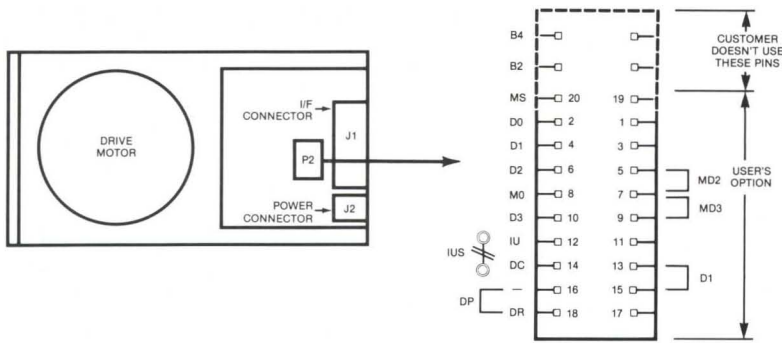 DRIVE
MOTOR
I/F
CONNECTOR
J1
P2
POWER
CONNECTOR
J2
CUSTOMER
DOESN'T USE
THESE PINS
USER'S
OPTION
B4
B2
MS 20 19
D0 2 1
D1 4 3
D2 6 5
M0 8 7
D3 10 9
IU 12 11
DC 14 13
— 16 15
DR 18 17
MD2
MD3
D1
IUS
DP